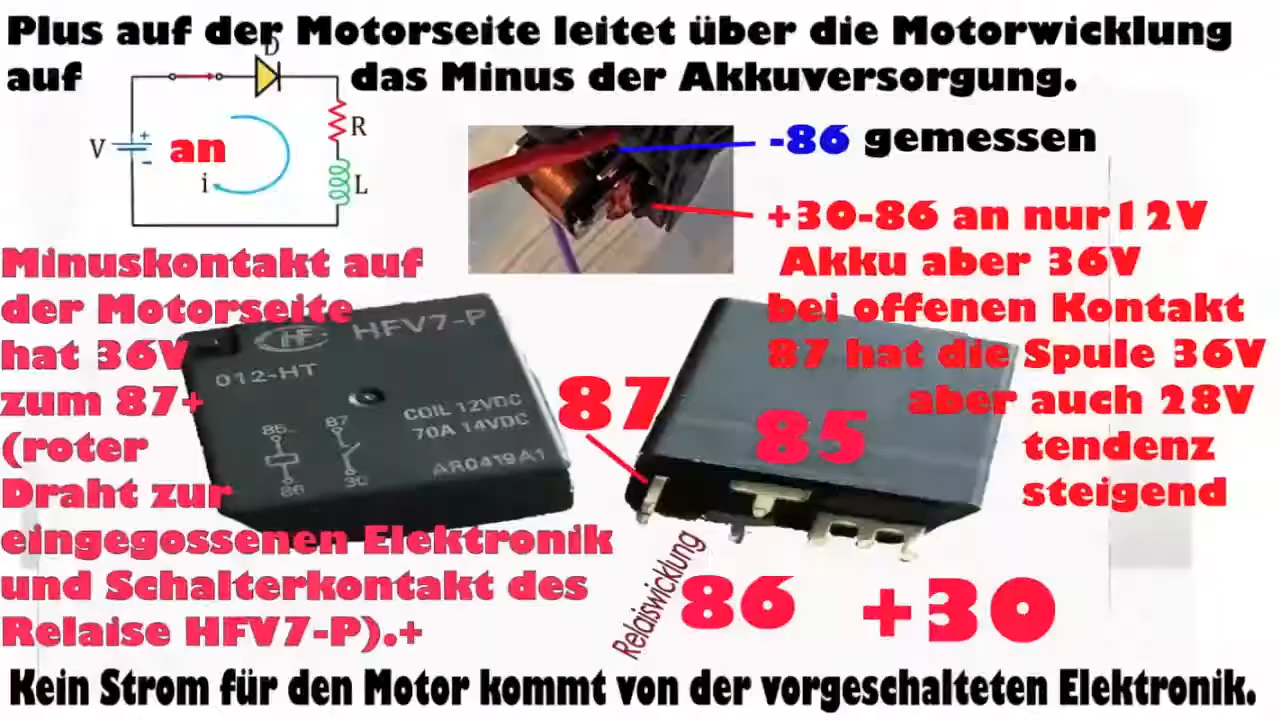 Plus auf der Motorseite leitet über die Motorwicklung
auf das Minus der Akkuversorgung.
D
V
+
-
an
i
R
L
-86 gemessen
+30-86 an nur 12V
Akku aber 36V
bei offenen Kontakt
87 hat die Spule 36V
aber auch 28V
tendenz
steigend
Minuskontakt auf
der Motorseite
hat 36V
zum 87+
(roter
Draht zur
eingegossenen Elektronik
und Schalterkontakt des
Relaise HFV7-P).+
HF
HFV7-P
012-HT
COIL 12VDC
70A 14VDC
85
87
86
30
AR0419A1
87
85
Relaiswicklung
86
+30
Kein Strom für den Motor kommt von der vorgeschalteten Elektronik.